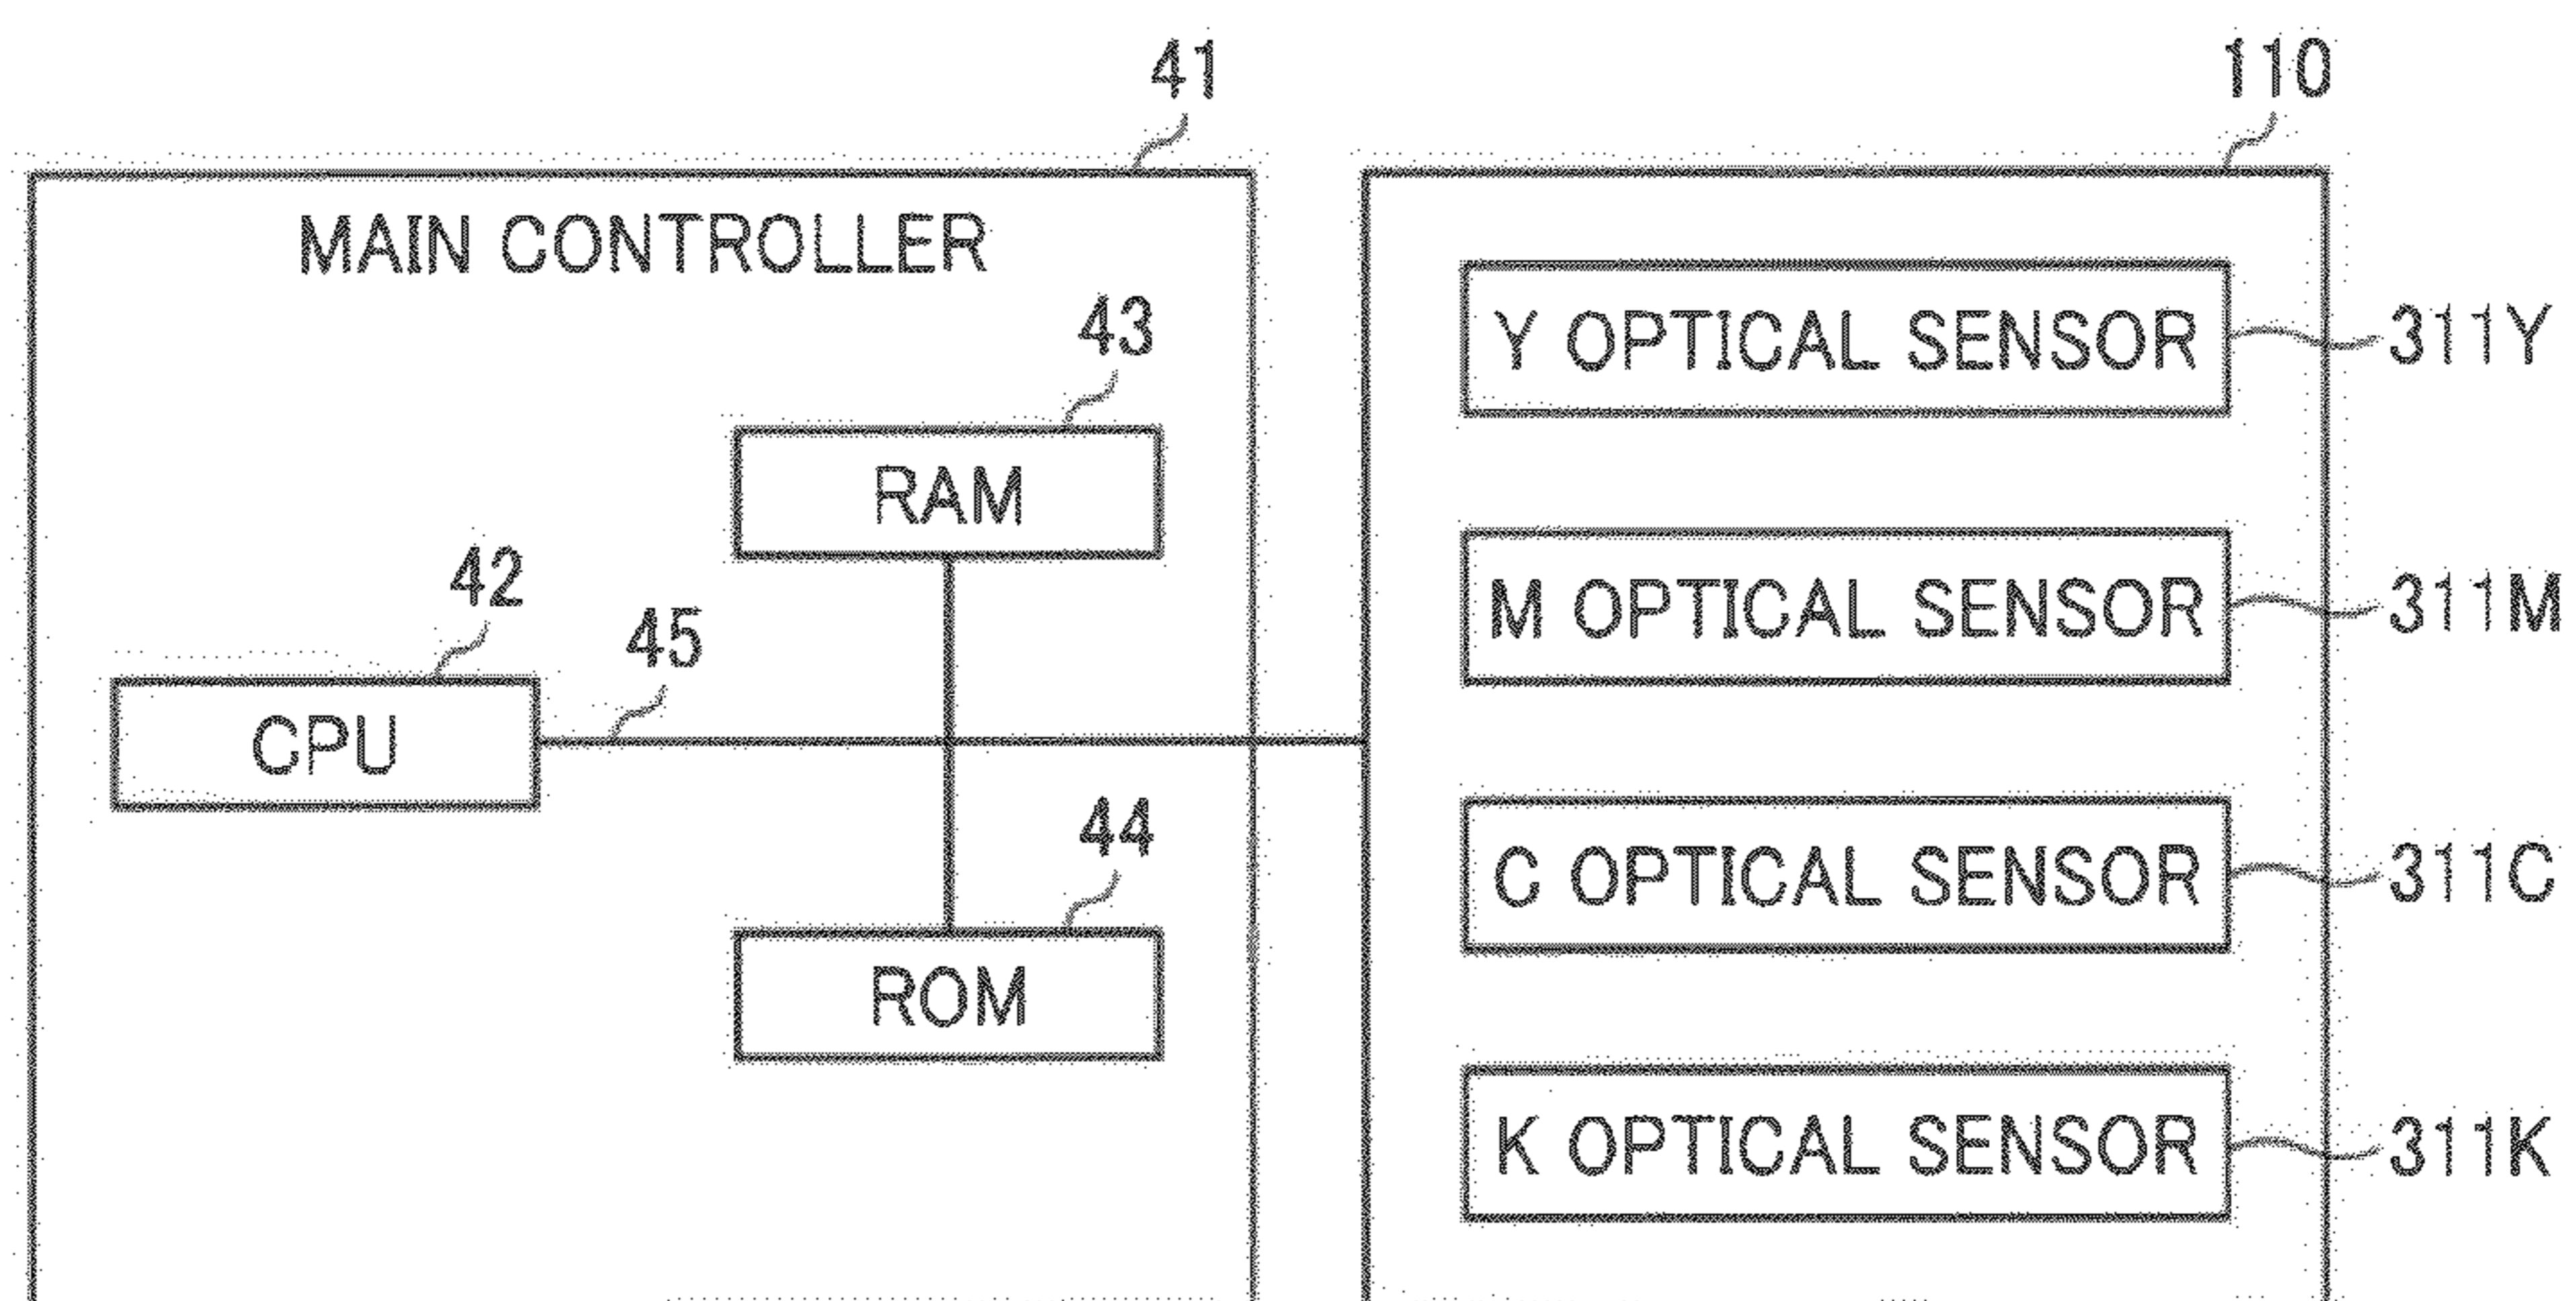 41
110
MAIN CONTROLLER
43
Y OPTICAL SENSOR
311Y
RAM
42
45
M OPTICAL SENSOR
311M
CPU
44
C OPTICAL SENSOR
311C
ROM
K OPTICAL SENSOR
311K